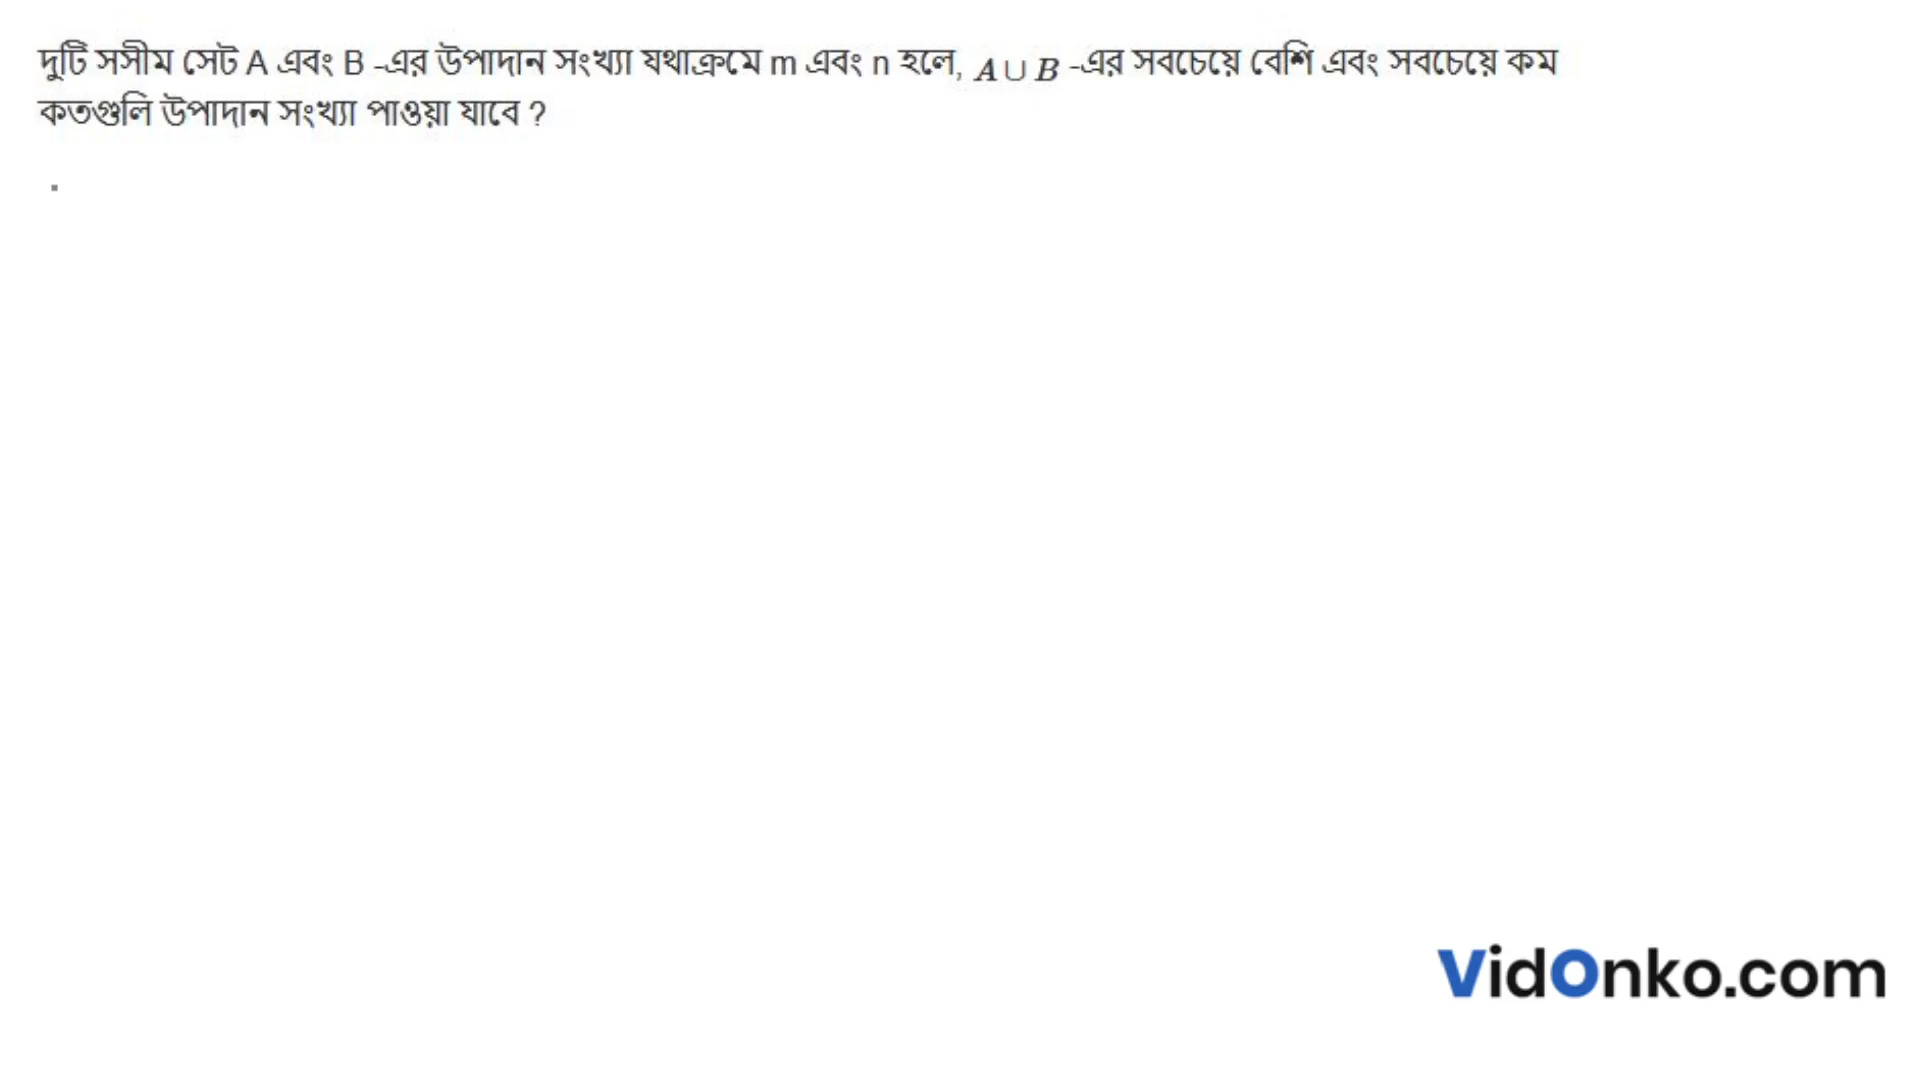 দুটি সসীম সেট A এবং B -এর উপাদান সংখ্যা যথাক্রমে m এবং n হলে, A ∪ B -এর সবচেয়ে বেশি এবং সবচেয়ে কম
কতগুলি উপাদান সংখ্যা পাওয়া যাবে ?
VidOnko.com